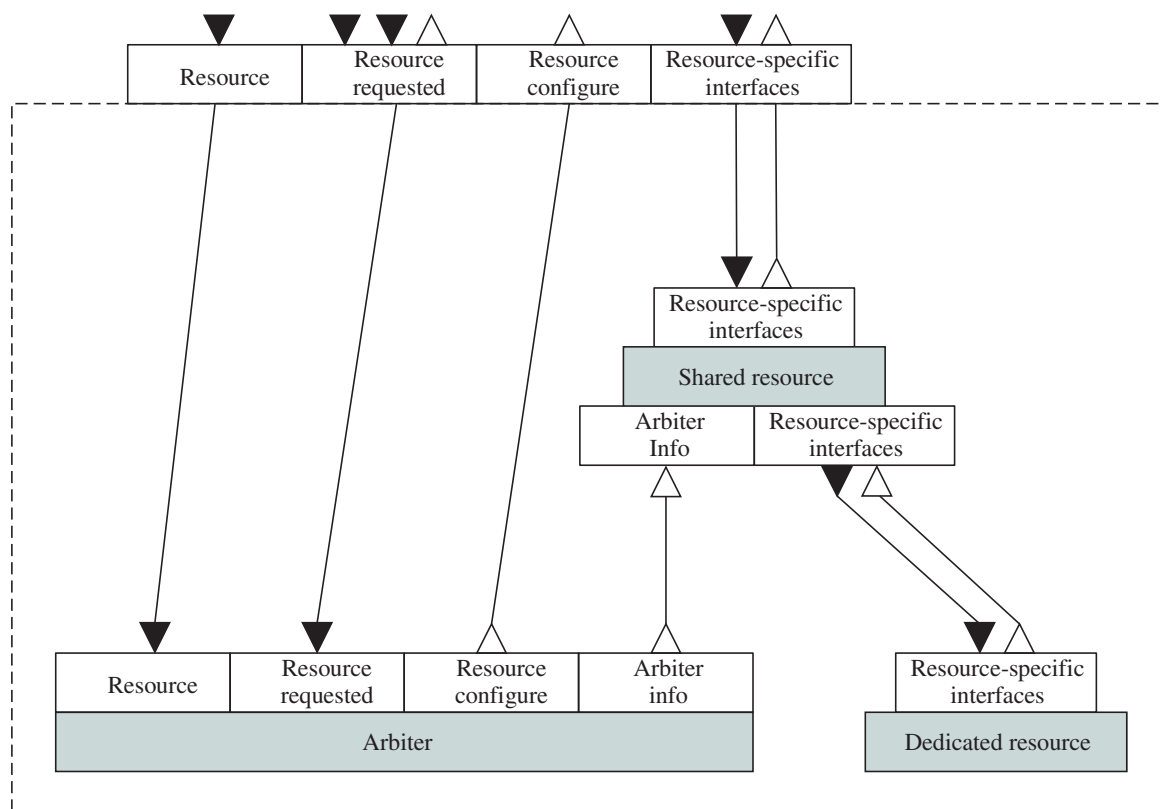 Resource
Resource
requested
Resource
configure
Resource-specific
interfaces
Resource-specific
interfaces
Shared resource
Arbiter
Info
Resource-specific
interfaces
Resource
Resource
requested
Resource
configure
Arbiter
info
Resource-specific
interfaces
Arbiter
Dedicated resource